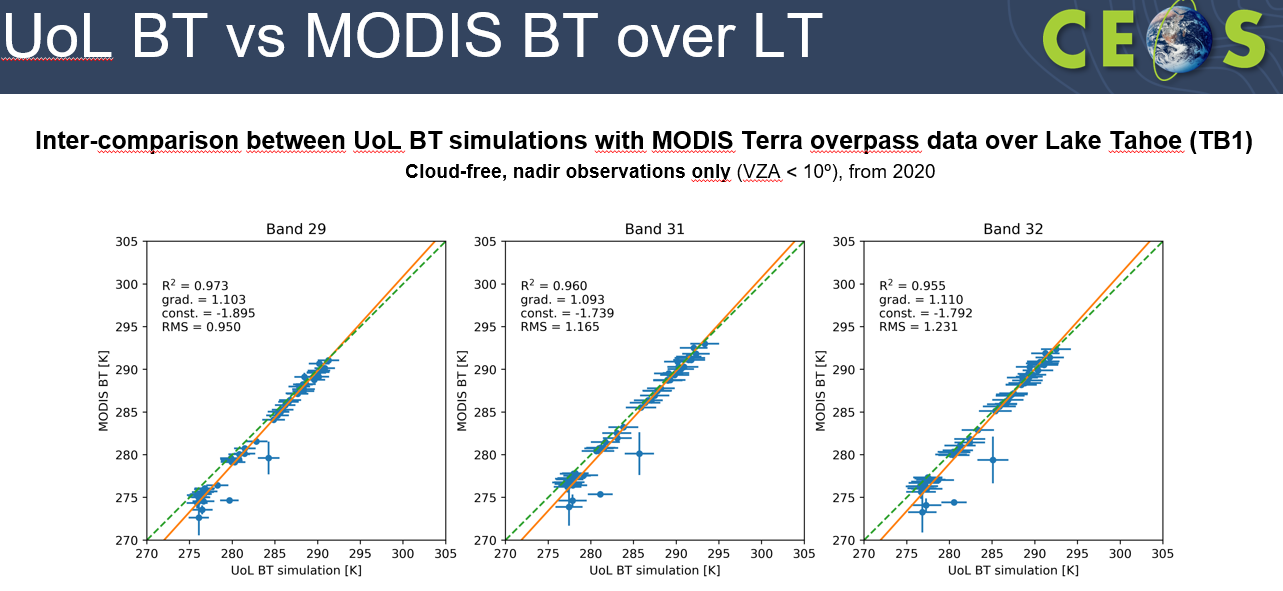 UoL BT vs MODIS BT over LT
CEOS
Inter-comparison between UoL BT simulations with MODIS Terra overpass data over Lake Tahoe (TB1)
Cloud-free, nadir observations only (VZA < 10º), from 2020
Band 29
305
300
295
290
285
280
275
270
R² = 0.973
grad. = 1.103
const. = -1.895
RMS = 0.950
MODIS BT [K]
270 275 280 285 290 295 300 305
UoL BT simulation [K]
Band 31
305
300
295
290
285
280
275
270
R² = 0.960
grad. = 1.093
const. = -1.739
RMS = 1.165
MODIS BT [K]
270 275 280 285 290 295 300 305
UoL BT simulation [K]
Band 32
305
300
295
290
285
280
275
270
R² = 0.955
grad. = 1.110
const. = -1.792
RMS = 1.231
MODIS BT [K]
270 275 280 285 290 295 300 305
UoL BT simulation [K]